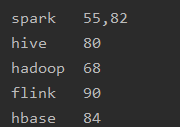 spark 55,82
hive 80
hadoop 68
flink 90
hbase 84